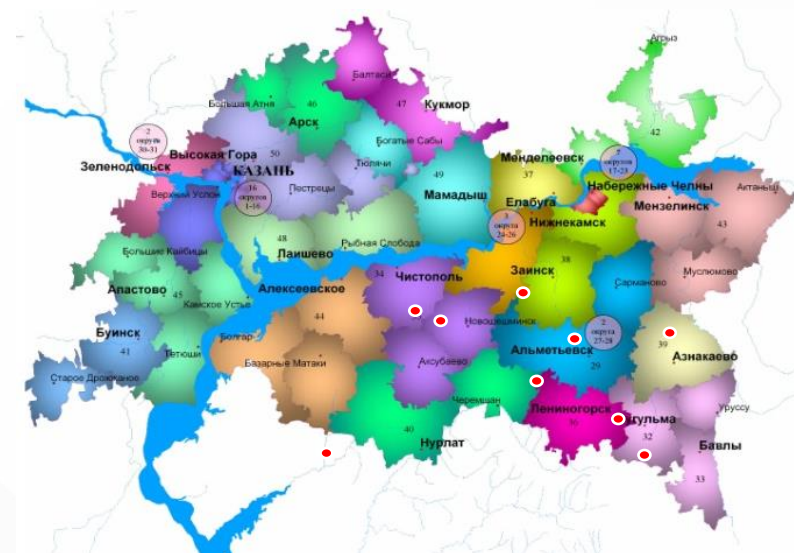 Агрыз
Балтаси
Большая Атня
46
47
Кукмор
Арск
42
2
округа
30-31
Высокая Гора
50
Богатые Сабы
Менделеевск
7
округов
17-23
Зеленодольск
КАЗАНЬ
Тюлячи
49
37
Набережные Челны
Актаныш
16
округов
1-16
Пестрецы
Мамадыш
Елабуга
Мензелинск
Верхний Услон
3
округа
24-26
Нижнекамск
43
48
Рыбная Слобода
Большие Кайбицы
Лаишево
34
Чистополь
Заинск
38
Муслюмово
Апастово
45
Камское Устье
Алексеевское
Сарманово
44
Новошешминск
2
округа
27-28
Буинск
41
Болгар
Альметьевск
39
Тетюши
Базарные Матаки
Аксубаево
29
Азнакаево
Старое Дрожжаное
Черемшан
Лениногорск
Уруссу
36
гульма
40
32
Нурлат
Бавлы
33